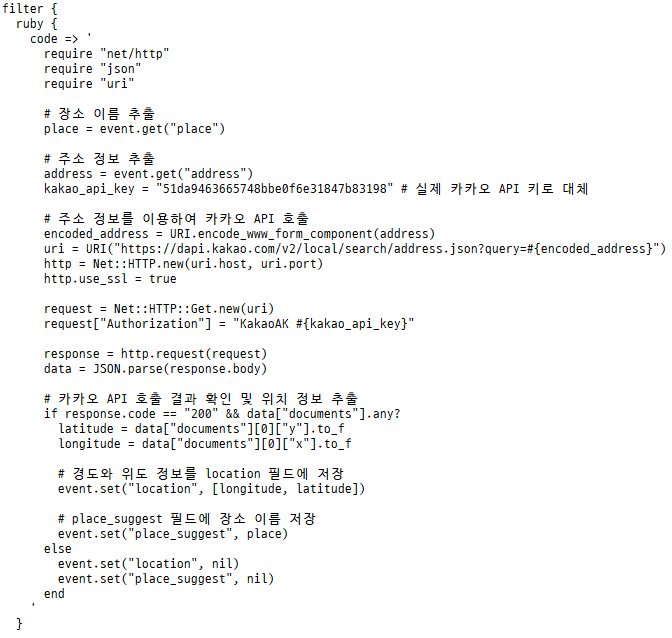 filter {
  ruby {
    code => '
      require "net/http"
      require "json"
      require "uri"

      # 장소 이름 추출
      place = event.get("place")

      # 주소 정보 추출
      address = event.get("address")
      kakao_api_key = "51da9463665748bbe0f6e31847b83198" # 실제 카카오 API 키로 대체

      # 주소 정보를 이용하여 카카오 API 호출
      encoded_address = URI.encode_www_form_component(address)
      uri = URI("https://dapi.kakao.com/v2/local/search/address.json?query=#{encoded_address}")
      http = Net::HTTP.new(uri.host, uri.port)
      http.use_ssl = true

      request = Net::HTTP::Get.new(uri)
      request["Authorization"] = "KakaoAK #{kakao_api_key}"

      response = http.request(request)
      data = JSON.parse(response.body)

      # 카카오 API 호출 결과 확인 및 위치 정보 추출
      if response.code == "200" && data["documents"].any?
        latitude = data["documents"][0]["y"].to_f
        longitude = data["documents"][0]["x"].to_f

        # 경도와 위도 정보를 location 필드에 저장
        event.set("location", [longitude, latitude])

        # place_suggest 필드에 장소 이름 저장
        event.set("place_suggest", place)
      else
        event.set("location", nil)
        event.set("place_suggest", nil)
      end
    '
  }